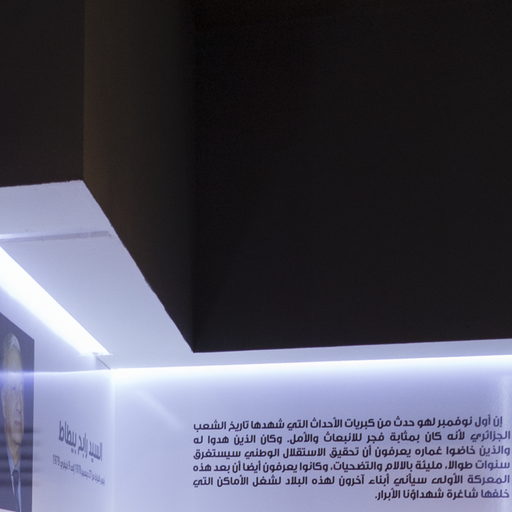 إن أول نوفمبر لهو حدث من كبريات الأحداث التي شهدها تاريخ الشعب
الجزائري لأنه كان بمثابة فجر للانبعاث والأمل. وكان الذين هدوا له
والذين خاضوا غماره يعرفون أن تحقيق الاستقلال الوطني سيستغرق
سنوات طوالا، مليئة بالآلام والتضحيات، وكانوا يعرفون أيضا أن بعد هذه
المعركة الأولى سيأتي أبناء آخرون لهذه البلاد لشغل الأماكن التي
خلفها شاغرة شهداؤنا الأبرار.
السيد رابح بيطاط